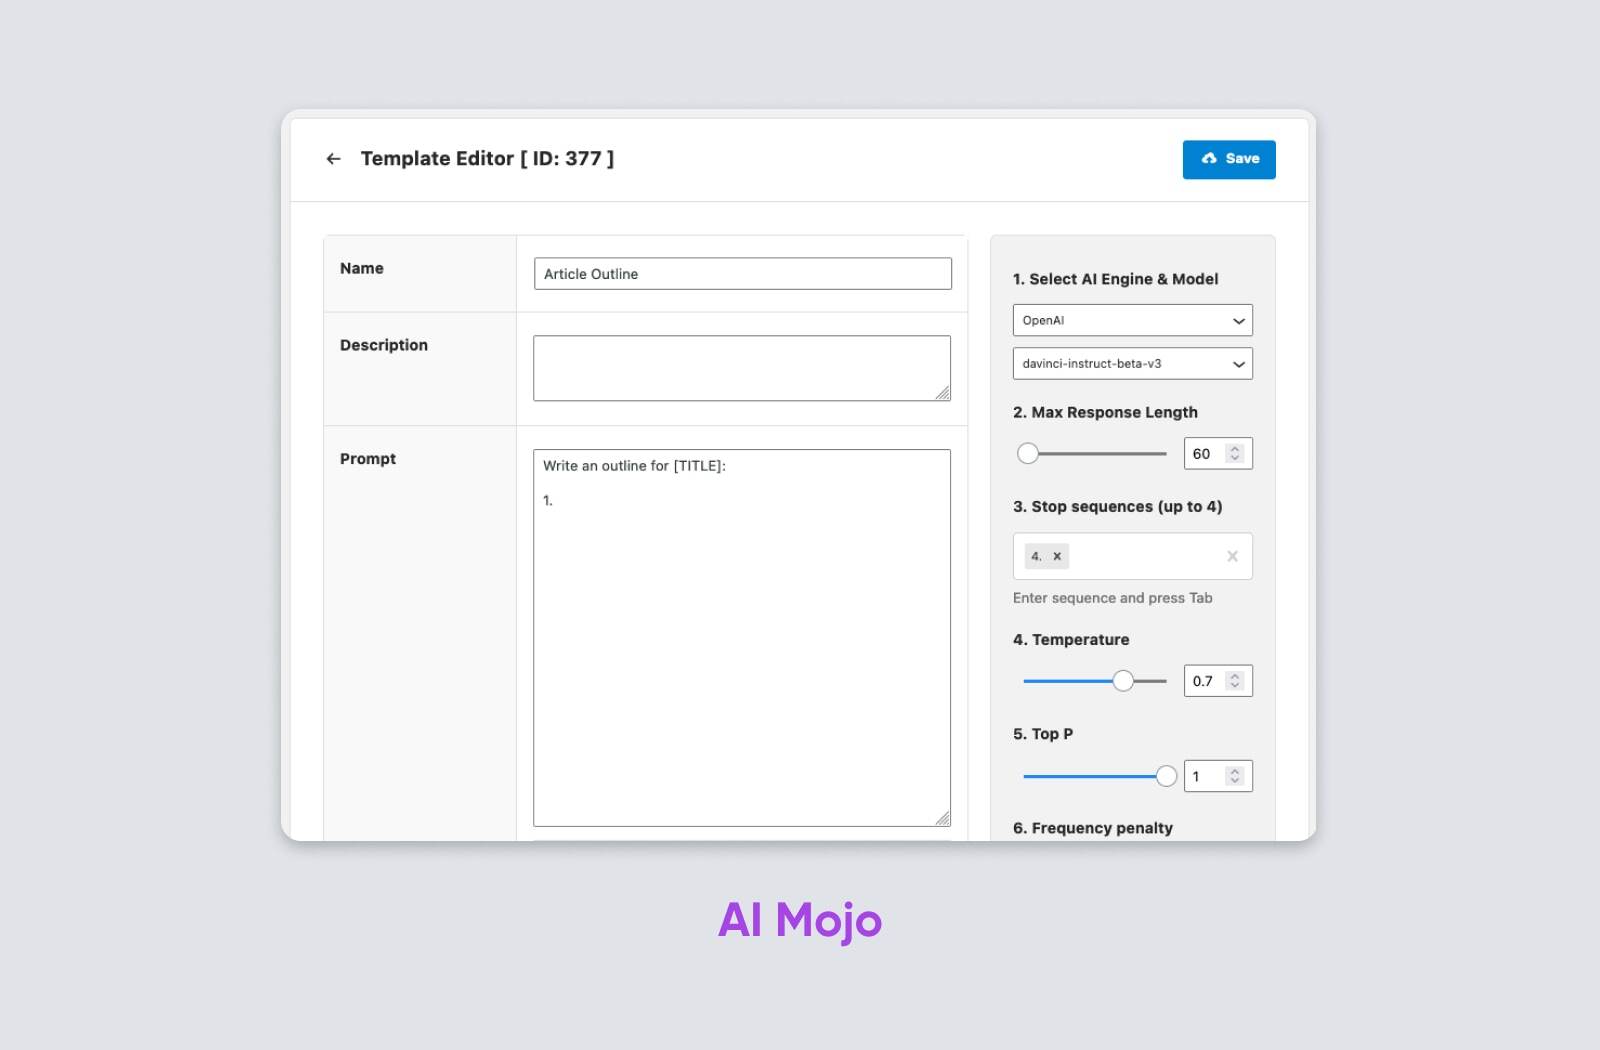 Template Editor [ ID: 377 ]
Save
Name
Article Outline
Description
Prompt
Write an outline for [TITLE]:
1.
1. Select AI Engine & Model
OpenAI
davinci-instruct-beta-v3
2. Max Response Length
60
3. Stop sequences (up to 4)
4. ×
Enter sequence and press Tab
4. Temperature
0.7
5. Top P
1
6. Frequency penalty
AI Mojo